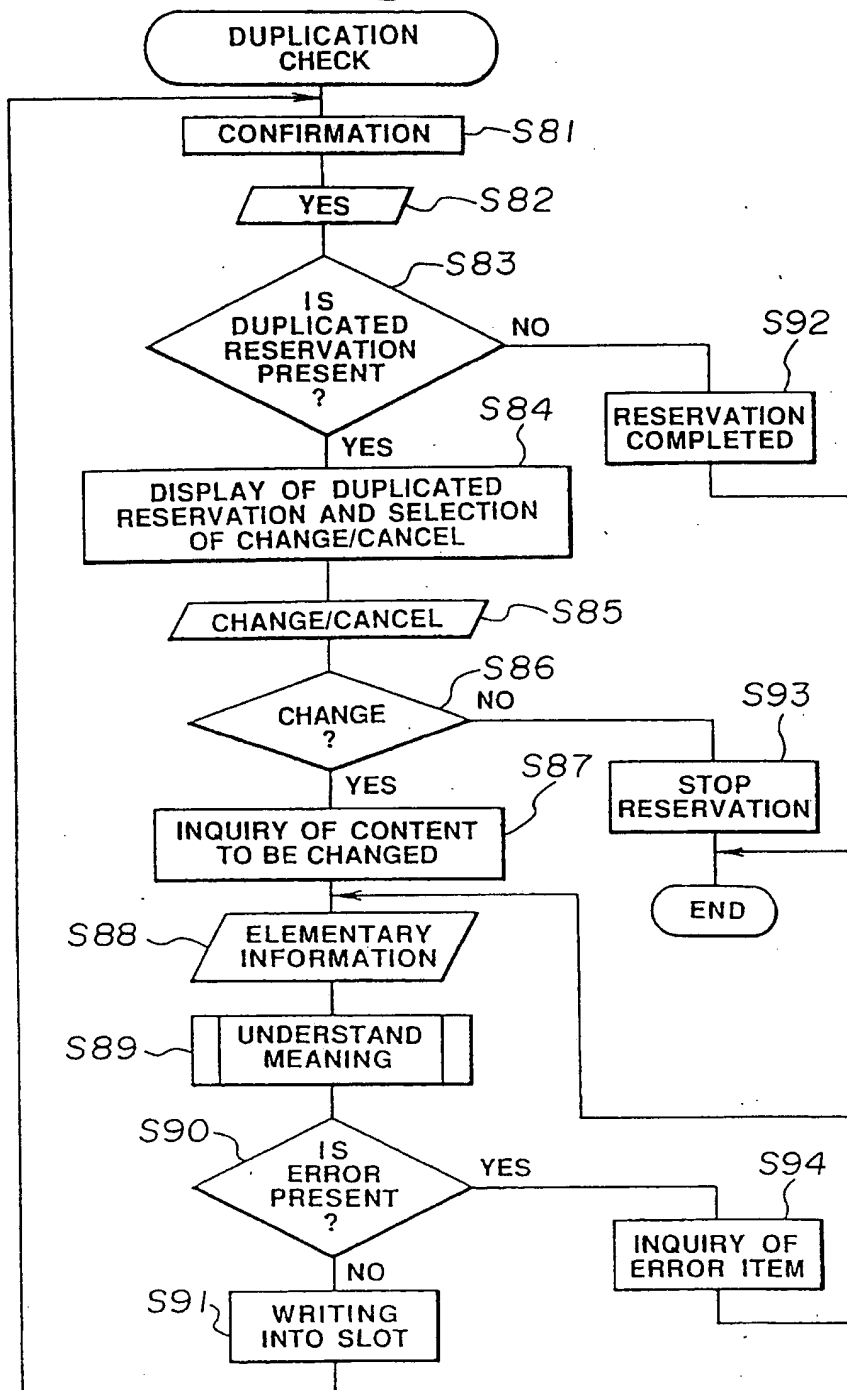 DUPLICATION
CHECK
CONFIRMATION
S81
YES
S82
S83
IS
DUPLICATED
RESERVATION
PRESENT
?
NO
S92
RESERVATION
COMPLETED
YES
S84
DISPLAY OF DUPLICATED
RESERVATION AND SELECTION
OF CHANGE/CANCEL
CHANGE/CANCEL
S85
S86
CHANGE
?
NO
S93
STOP
RESERVATION
END
YES
S87
INQUIRY OF CONTENT
TO BE CHANGED
S88
ELEMENTARY
INFORMATION
S89
UNDERSTAND
MEANING
S90
IS
ERROR
PRESENT
?
YES
S94
INQUIRY OF
ERROR ITEM
NO
S91
WRITING
INTO SLOT